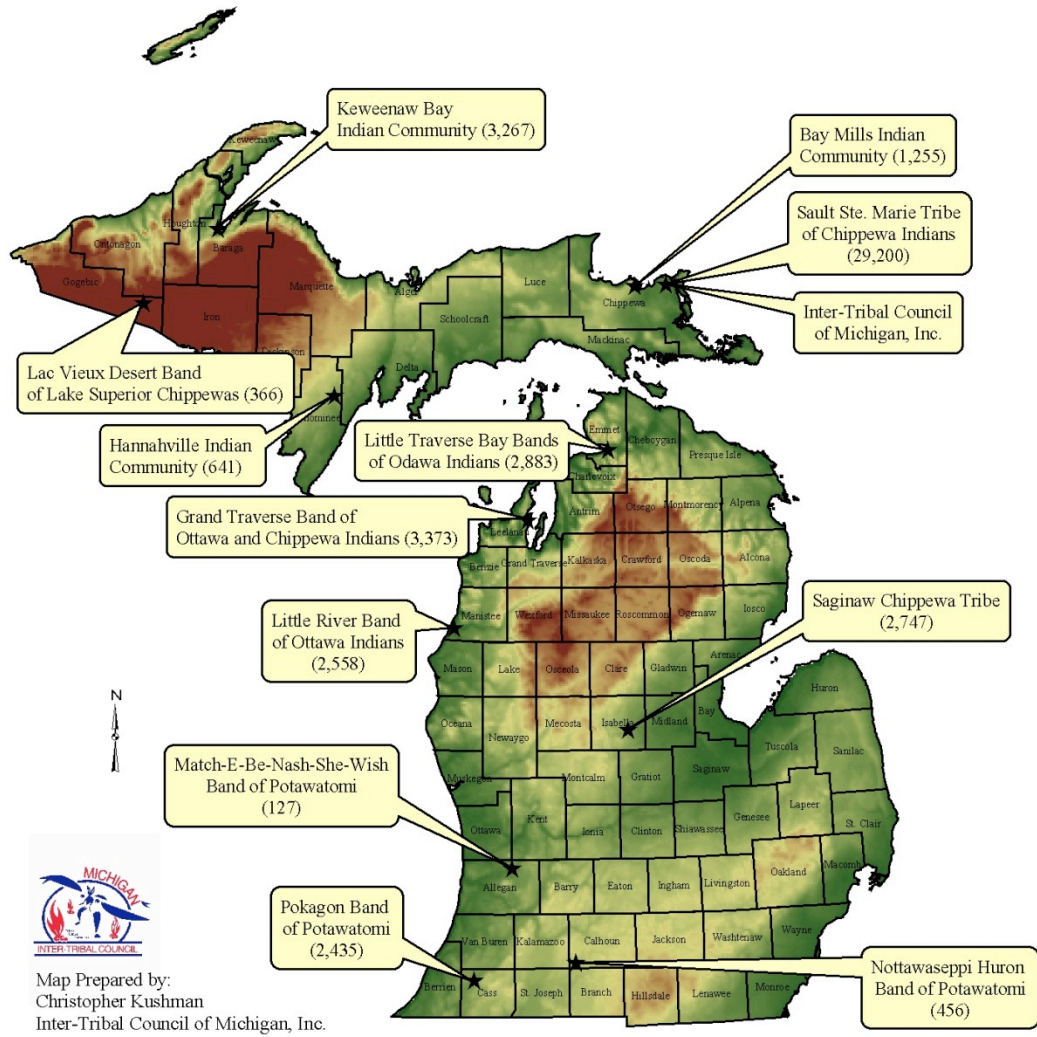 Keweenaw Bay
Indian Community (3,267)
Bay Mills Indian
Community (1,255)
Sault Ste. Marie Tribe
of Chippewa Indians
(29,200)
Inter-Tribal Council
of Michigan, Inc.
Keweenaw
Houghton
Ontonagon
Baraga
Gogebic
Marquette
Iron
Alger
Luce
Chippewa
Schoolcraft
Mackinac
Delta
Lac Vieux Desert Band
of Lake Superior Chippewas (366)
Hannahville Indian
Community (641)
Little Traverse Bay Bands
of Odawa Indians (2,883)
Emmet
Cheboygan
Presque Isle
Charlevoix
Grand Traverse Band of
Ottawa and Chippewa Indians (3,373)
Antrim
Otsego
Montmorency
Alpena
Benzie
Grand Traverse
Kalkaska
Crawford
Oscoda
Alcona
Little River Band
of Ottawa Indians
(2,558)
Manistee
Wexford
Missaukee
Roscommon
Ogemaw
Iosco
Saginaw Chippewa Tribe
(2,747)
Mason
Lake
Osceola
Clare
Gladwin
Arenac
Huron
N
Oceana
Newaygo
Mecosta
Isabella
Midland
Bay
Tuscola
Sanilac
Match-E-Be-Nash-She-Wish
Band of Potawatomi
(127)
Muskegon
Montcalm
Gratiot
Saginaw
Lapeer
St. Clair
Genesee
Ottawa
Kent
Ionia
Clinton
Shiawassee
Oakland
Macomb
Allegan
Barry
Eaton
Ingham
Livingston
MICHIGAN
INTER-TRIBAL COUNCIL
Pokagon Band
of Potawatomi
(2,435)
Van Buren
Kalamazoo
Calhoun
Jackson
Washtenaw
Wayne
Berrien
Cass
St. Joseph
Branch
Hillsdale
Lenawee
Monroe
Nottawaseppi Huron
Band of Potawatomi
(456)
Map Prepared by:
Christopher Kushman
Inter-Tribal Council of Michigan, Inc.